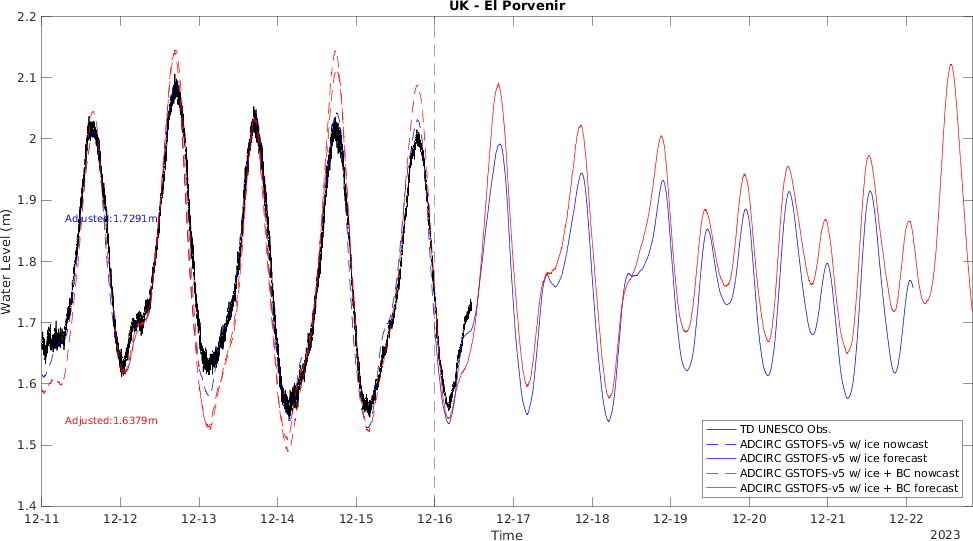 UK - El Porvenir
2.2
2.1
2
1.9
1.8
1.7
1.6
1.5
1.4
Water Level (m)
Adjusted:1.7291m
Adjusted:1.6379m
TD UNESCO Obs.
ADCIRC GSTOFS-v5 w/ ice nowcast
ADCIRC GSTOFS-v5 w/ ice forecast
ADCIRC GSTOFS-v5 w/ ice + BC nowcast
ADCIRC GSTOFS-v5 w/ ice + BC forecast
12-11 12-12 12-13 12-14 12-15 12-16 12-17 12-18 12-19 12-20 12-21 12-22
Time
2023